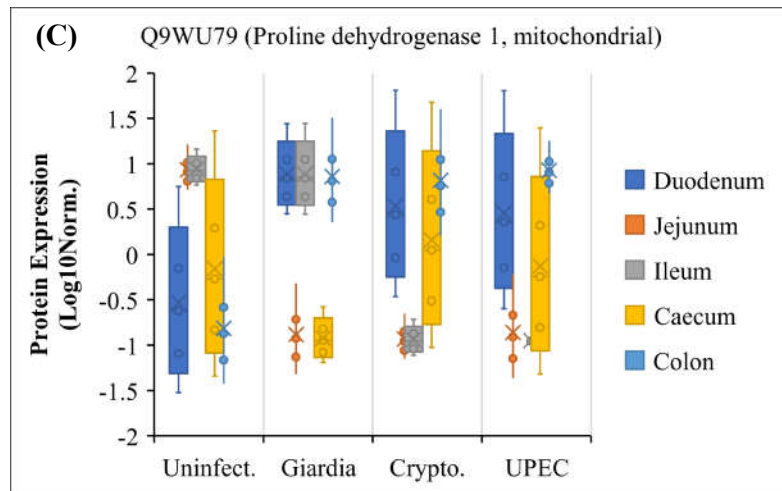 (C) Q9WU79 (Proline dehydrogenase 1, mitochondrial)
Protein Expression
(Log10Norm.)
2
1.5
1
0.5
0
-0.5
-1
-1.5
-2
Uninfect. Giardia Crypto. UPEC
Duodenum
Jejunum
Ileum
Caecum
Colon